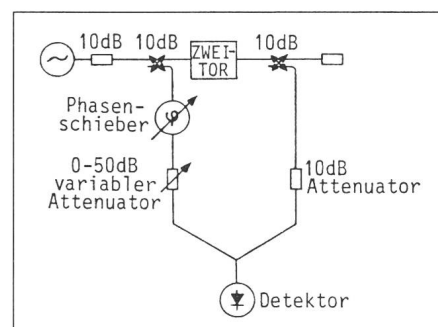 10dB 10dB 10dB
ZWEI-
TOR
Phasen-
schieber
φ
0-50dB
variabler
Attenuator
10dB
Attenuator
Detektor